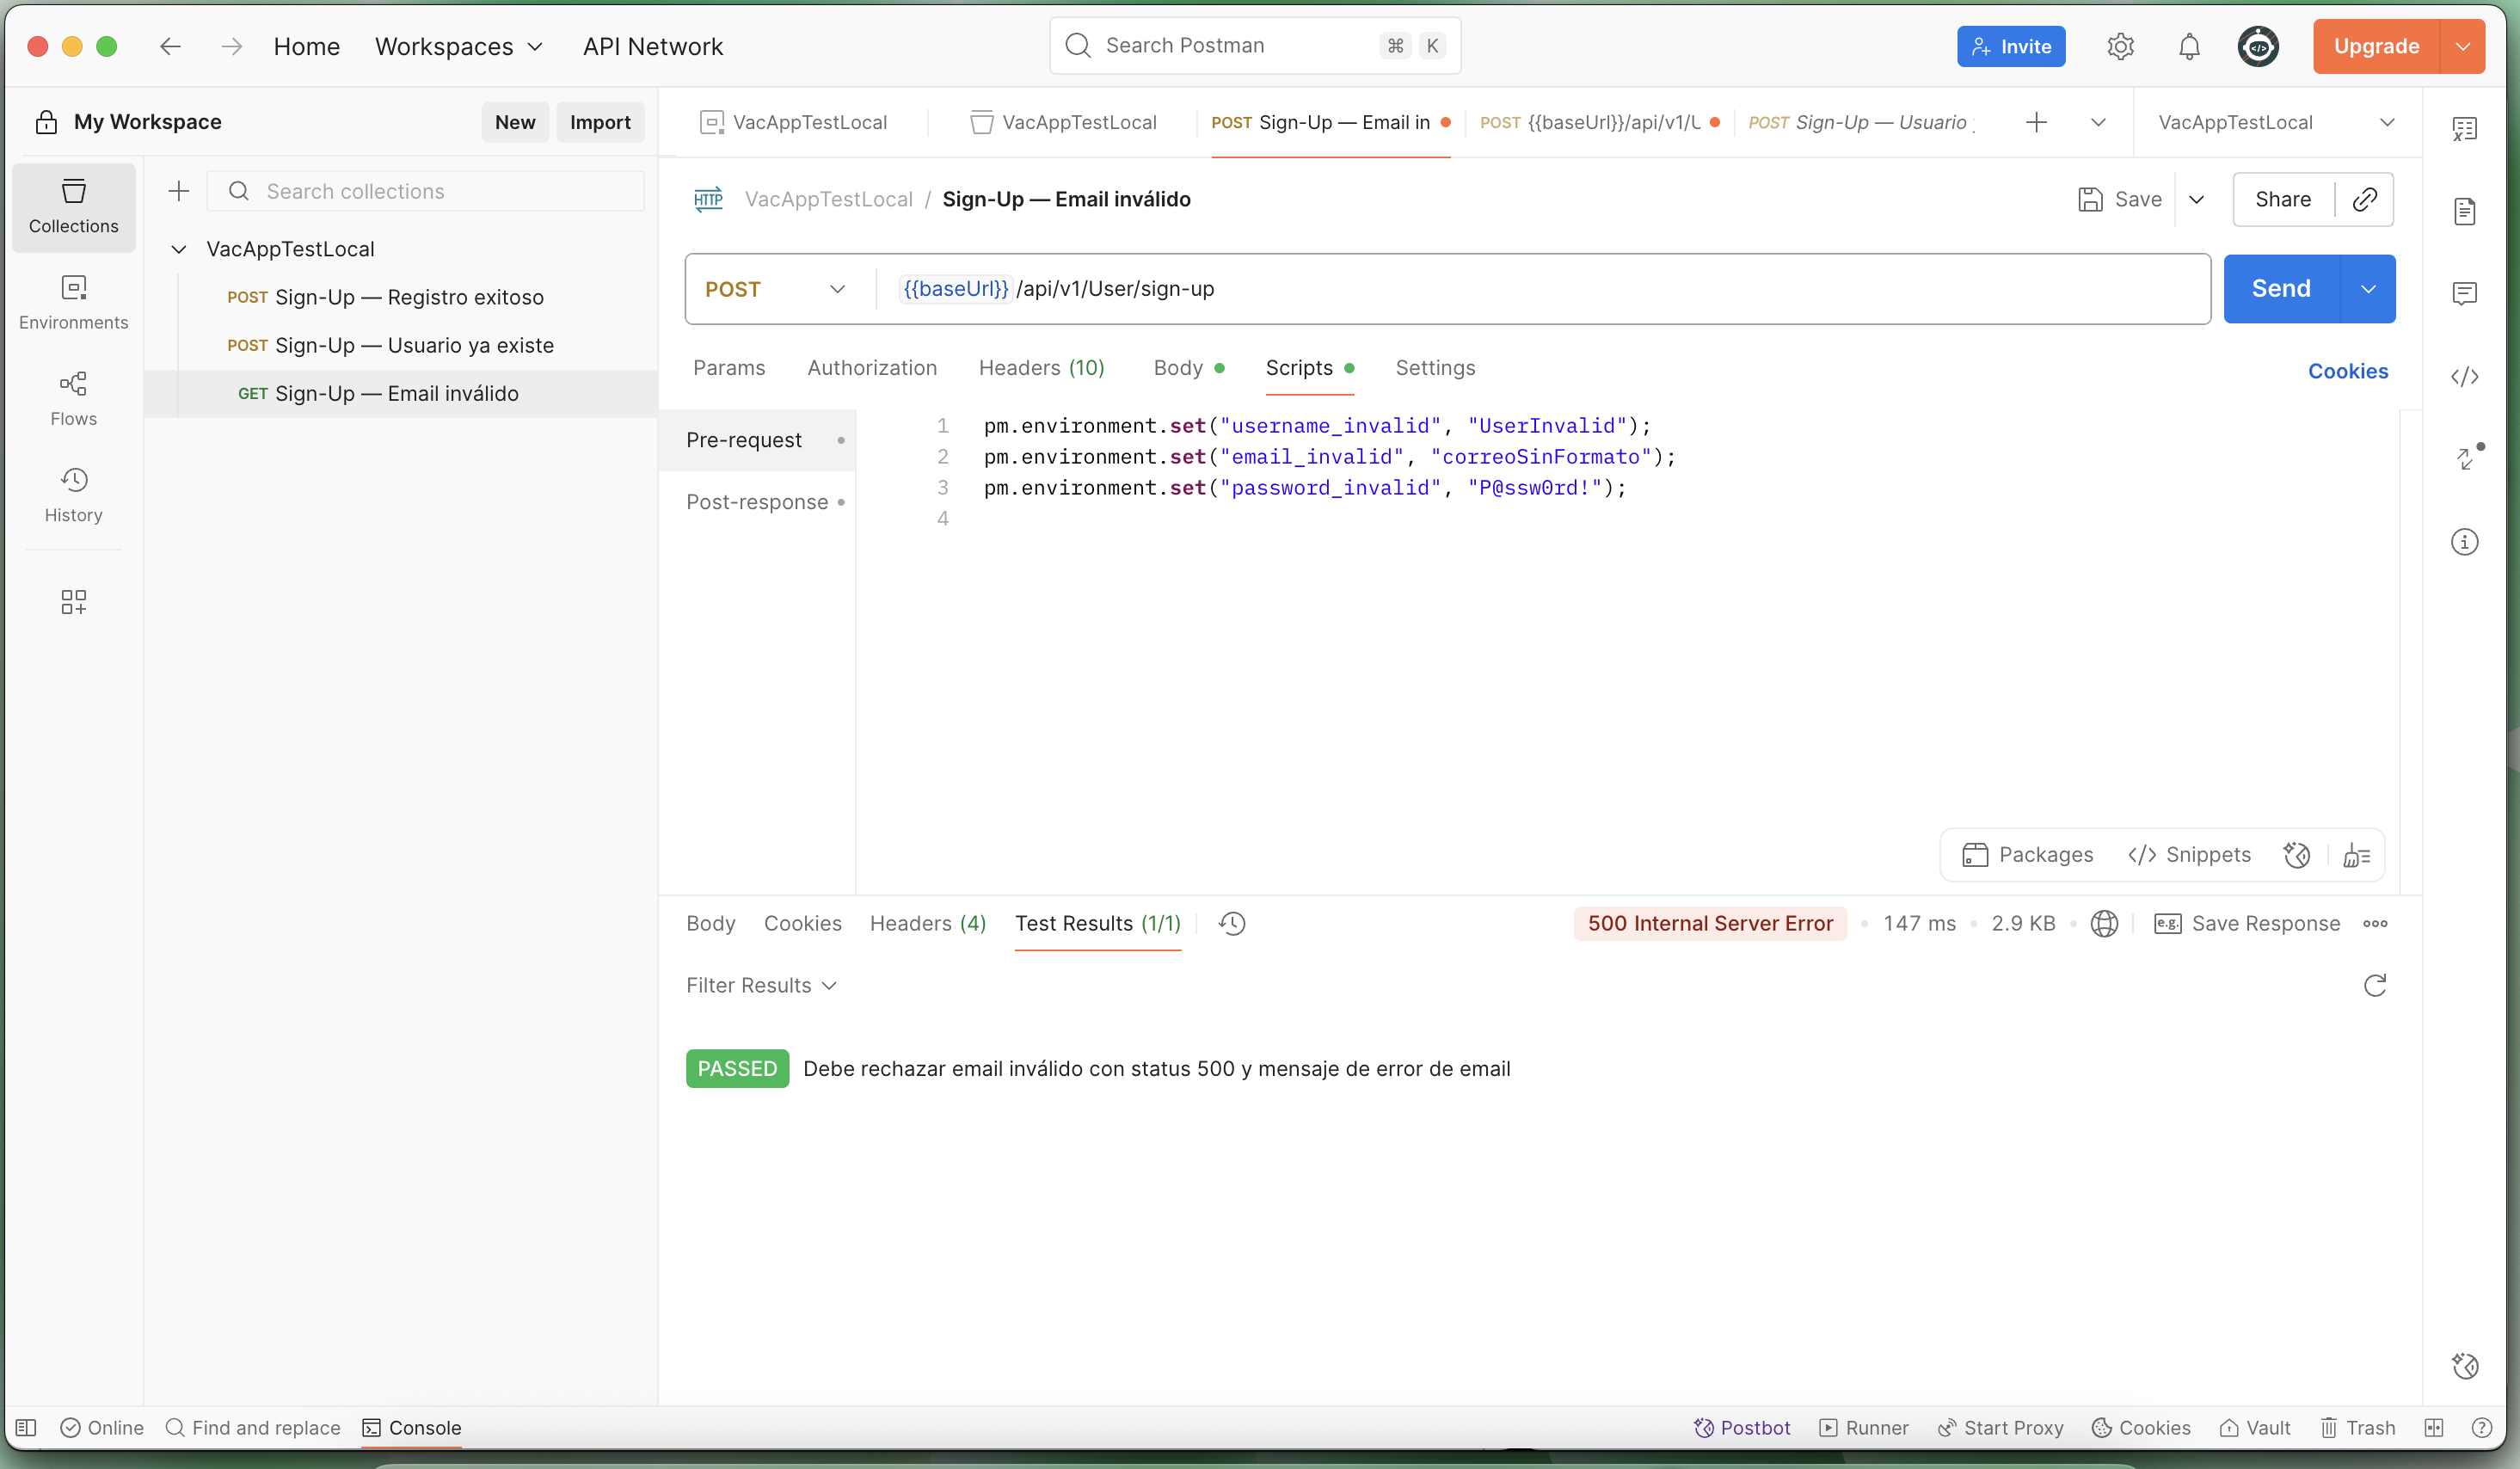 Home
Workspaces
API Network
Search Postman
⌘ K
Invite
Upgrade
My Workspace
New
Import
VacAppTestLocal
VacAppTestLocal
POST Sign-Up — Email in
POST {{baseUrl}}/api/v1/U
POST Sign-Up — Usuario
VacAppTestLocal
Collections
Environments
Flows
History
Search collections
VacAppTestLocal
POST Sign-Up — Registro exitoso
POST Sign-Up — Usuario ya existe
GET Sign-Up — Email inválido
HTTP
VacAppTestLocal / Sign-Up — Email inválido
Save
Share
POST
{{baseUrl}}/api/v1/User/sign-up
Send
Params
Authorization
Headers (10)
Body
Scripts
Settings
Cookies
Pre-request
Post-response
1 pm.environment.set("username_invalid", "UserInvalid");
2 pm.environment.set("email_invalid", "correoSinFormato");
3 pm.environment.set("password_invalid", "P@ssw0rd!");
4
Packages
Snippets
Body
Cookies
Headers (4)
Test Results (1/1)
500 Internal Server Error
147 ms
2.9 KB
e.g.
Save Response
Filter Results
PASSED Debe rechazar email inválido con status 500 y mensaje de error de email
Online
Find and replace
Console
Postbot
Runner
Start Proxy
Cookies
Vault
Trash